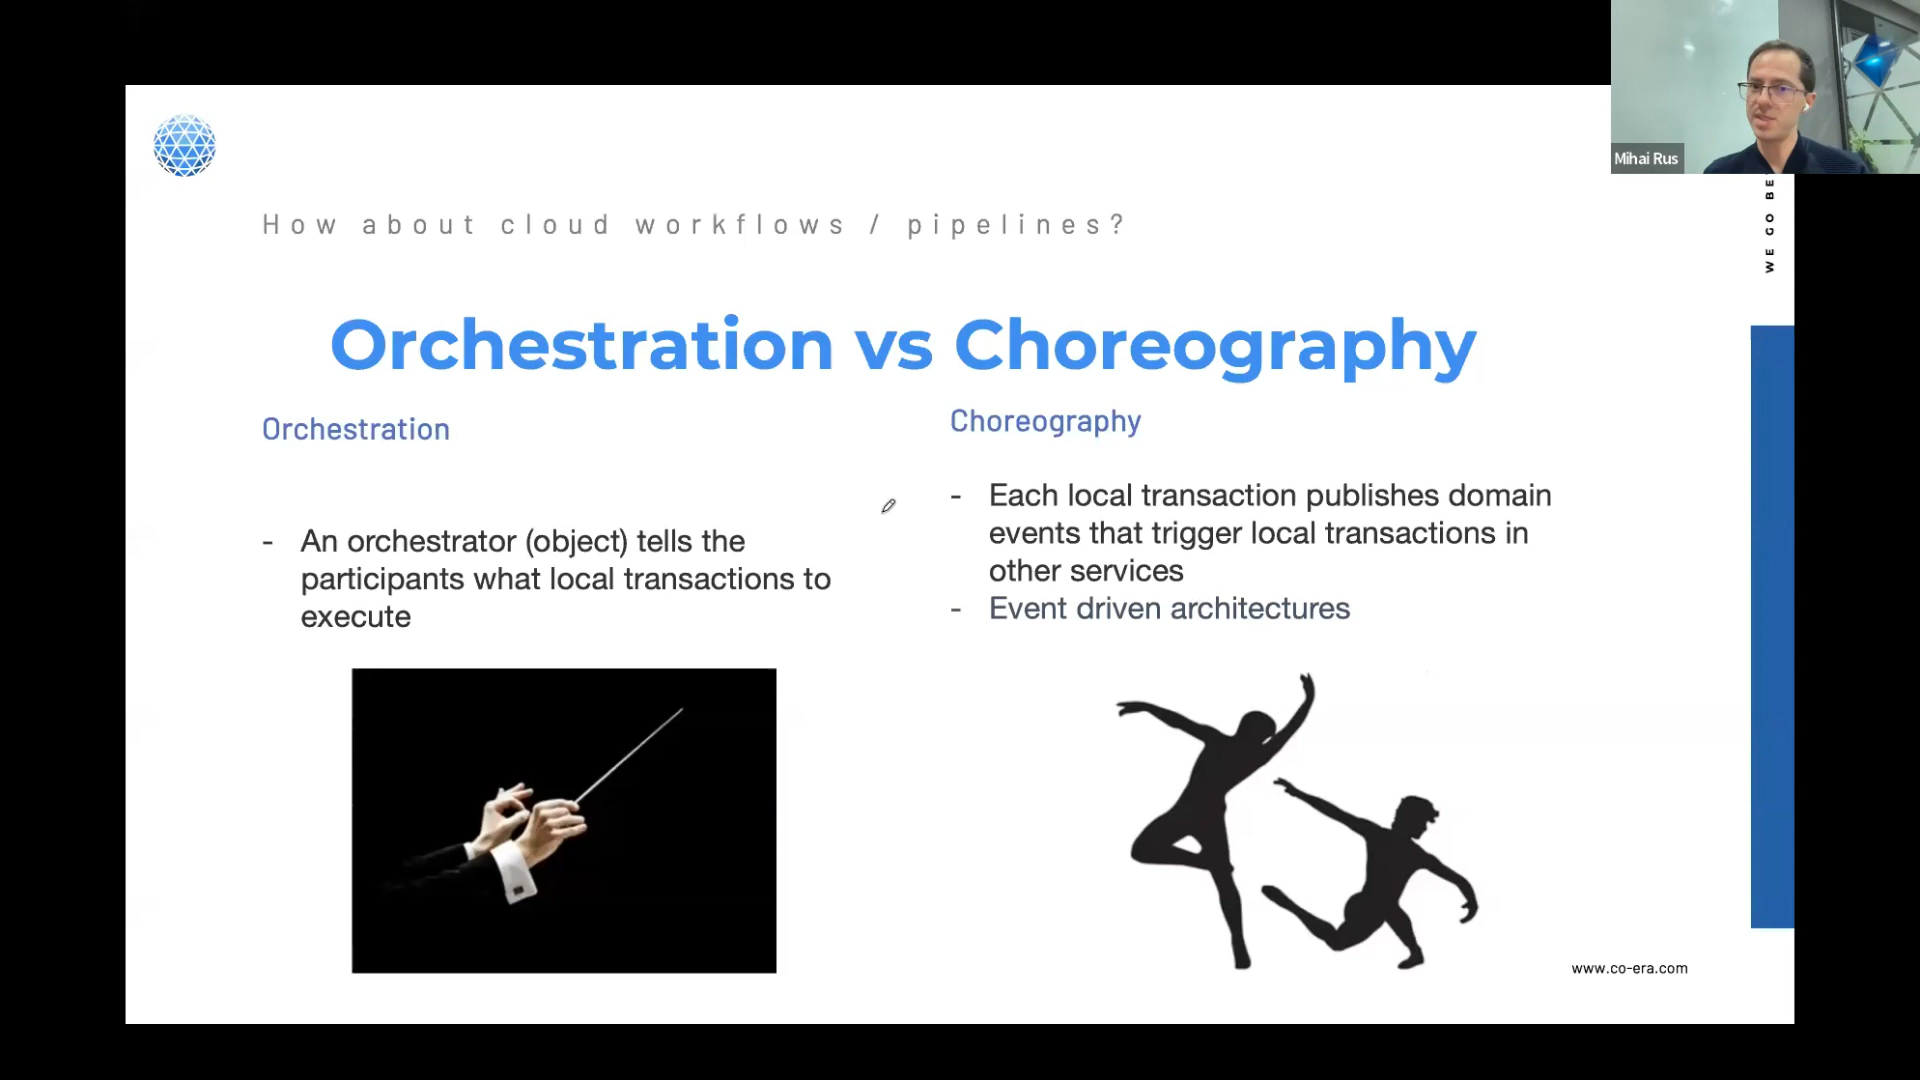 Mihai Rus
WE GO BE
How about cloud workflows / pipelines?
Orchestration vs Choreography
Orchestration
- An orchestrator (object) tells the
participants what local transactions to
execute
Choreography
- Each local transaction publishes domain
events that trigger local transactions in
other services
- Event driven architectures
www.co-era.com